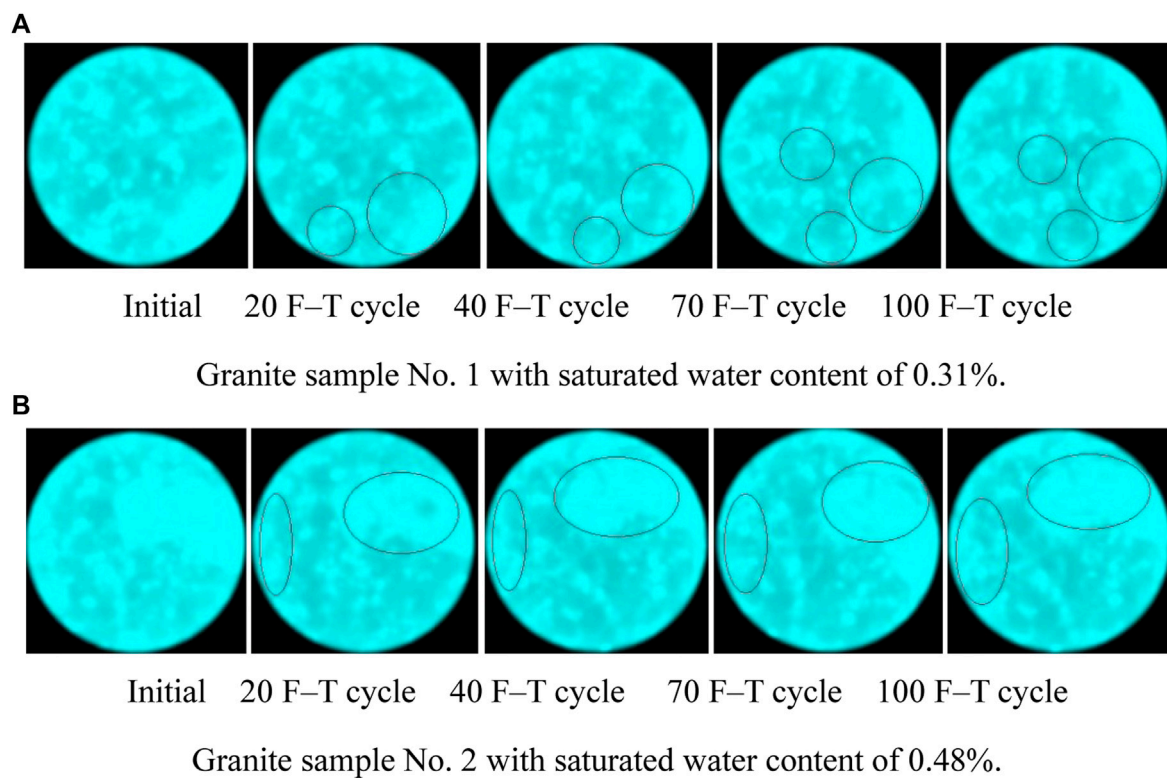 A
Initial 20 F–T cycle 40 F–T cycle 70 F–T cycle 100 F–T cycle
Granite sample No. 1 with saturated water content of 0.31%.
B
Initial 20 F–T cycle 40 F–T cycle 70 F–T cycle 100 F–T cycle
Granite sample No. 2 with saturated water content of 0.48%.